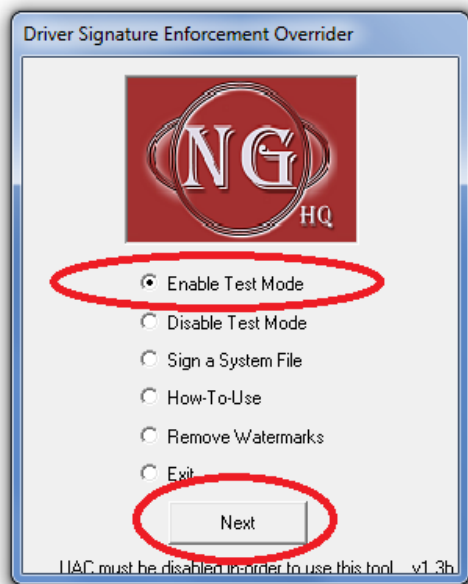 Driver Signature Enforcement Overrider
NG
HQ
Enable Test Mode
Disable Test Mode
Sign a System File
How-To-Use
Remove Watermarks
Exit
Next
UAC must be disabled in-order to use this tool v1.3b